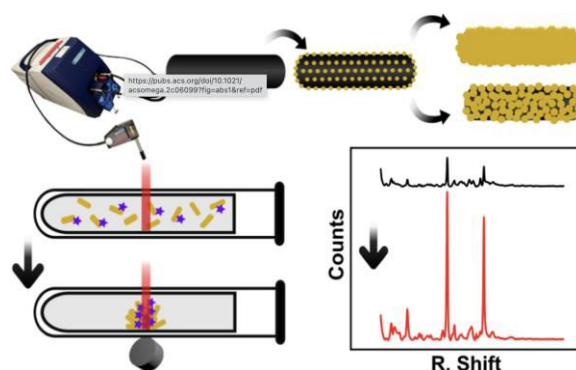 https://pubs.acs.org/doi/10.1021/
acsomega.2c06099?fig=abs1&ref=pdf
Counts
R. Shift